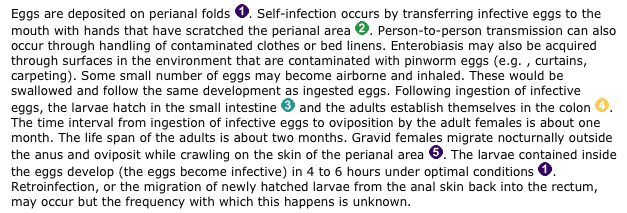 Eggs are deposited on perianal folds 1. Self-infection occurs by transferring infective eggs to the
mouth with hands that have scratched the perianal area 2. Person-to-person transmission can also
occur through handling of contaminated clothes or bed linens. Enterobiasis may also be acquired
through surfaces in the environment that are contaminated with pinworm eggs (e.g. , curtains,
carpeting). Some small number of eggs may become airborne and inhaled. These would be
swallowed and follow the same development as ingested eggs. Following ingestion of infective
eggs, the larvae hatch in the small intestine 3 and the adults establish themselves in the colon 4.
The time interval from ingestion of infective eggs to oviposition by the adult females is about one
month. The life span of the adults is about two months. Gravid females migrate nocturnally outside
the anus and oviposit while crawling on the skin of the perianal area 5. The larvae contained inside
the eggs develop (the eggs become infective) in 4 to 6 hours under optimal conditions 1.
Retroinfection, or the migration of newly hatched larvae from the anal skin back into the rectum,
may occur but the frequency with which this happens is unknown.